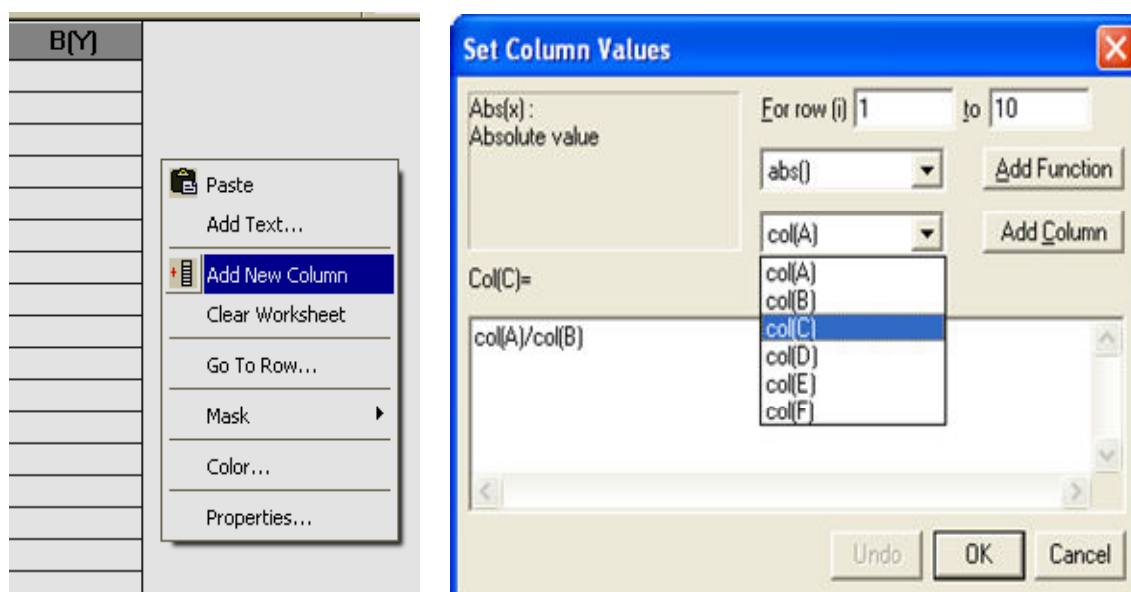 B(Y)
Paste
Add Text...
Add New Column
Clear Worksheet
Go To Row...
Mask
Color...
Properties...
Set Column Values
Abs(x) :
Absolute value
For row (i) 1 to 10
abs() Add Function
col(A) Add Column
col(A)
col(B)
col(C)
col(D)
col(E)
col(F)
Col(C)=
col(A)/col(B)
Undo OK Cancel